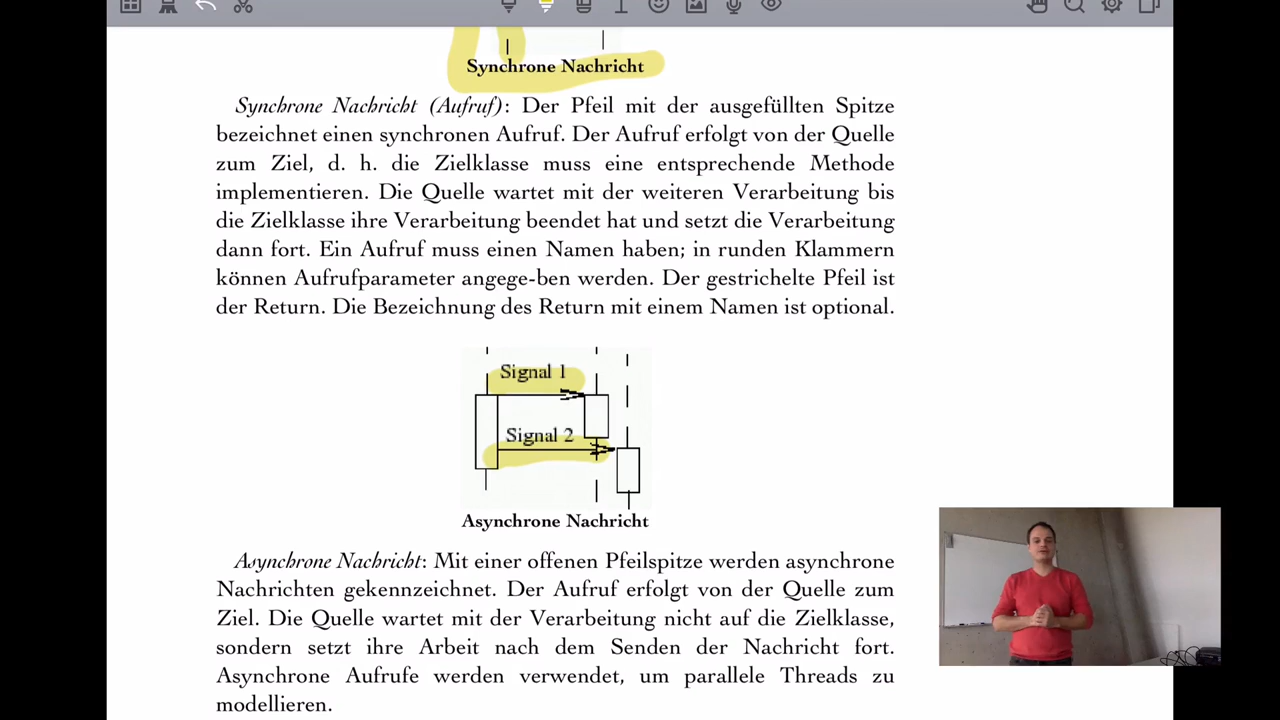 Synchrone Nachricht
Synchrone Nachricht (Aufruf): Der Pfeil mit der ausgefüllten Spitze
bezeichnet einen synchronen Aufruf. Der Aufruf erfolgt von der Quelle
zum Ziel, d. h. die Zielklasse muss eine entsprechende Methode
implementieren. Die Quelle wartet mit der weiteren Verarbeitung bis
die Zielklasse ihre Verarbeitung beendet hat und setzt die Verarbeitung
dann fort. Ein Aufruf muss einen Namen haben; in runden Klammern
können Aufrufparameter angege-ben werden. Der gestrichelte Pfeil ist
der Return. Die Bezeichnung des Return mit einem Namen ist optional.
Signal 1
Signal 2
Asynchrone Nachricht
Asynchrone Nachricht: Mit einer offenen Pfeilspitze werden asynchrone
Nachrichten gekennzeichnet. Der Aufruf erfolgt von der Quelle zum
Ziel. Die Quelle wartet mit der Verarbeitung nicht auf die Zielklasse,
sondern setzt ihre Arbeit nach dem Senden der Nachricht fort.
Asynchrone Aufrufe werden verwendet, um parallele Threads zu
modellieren.